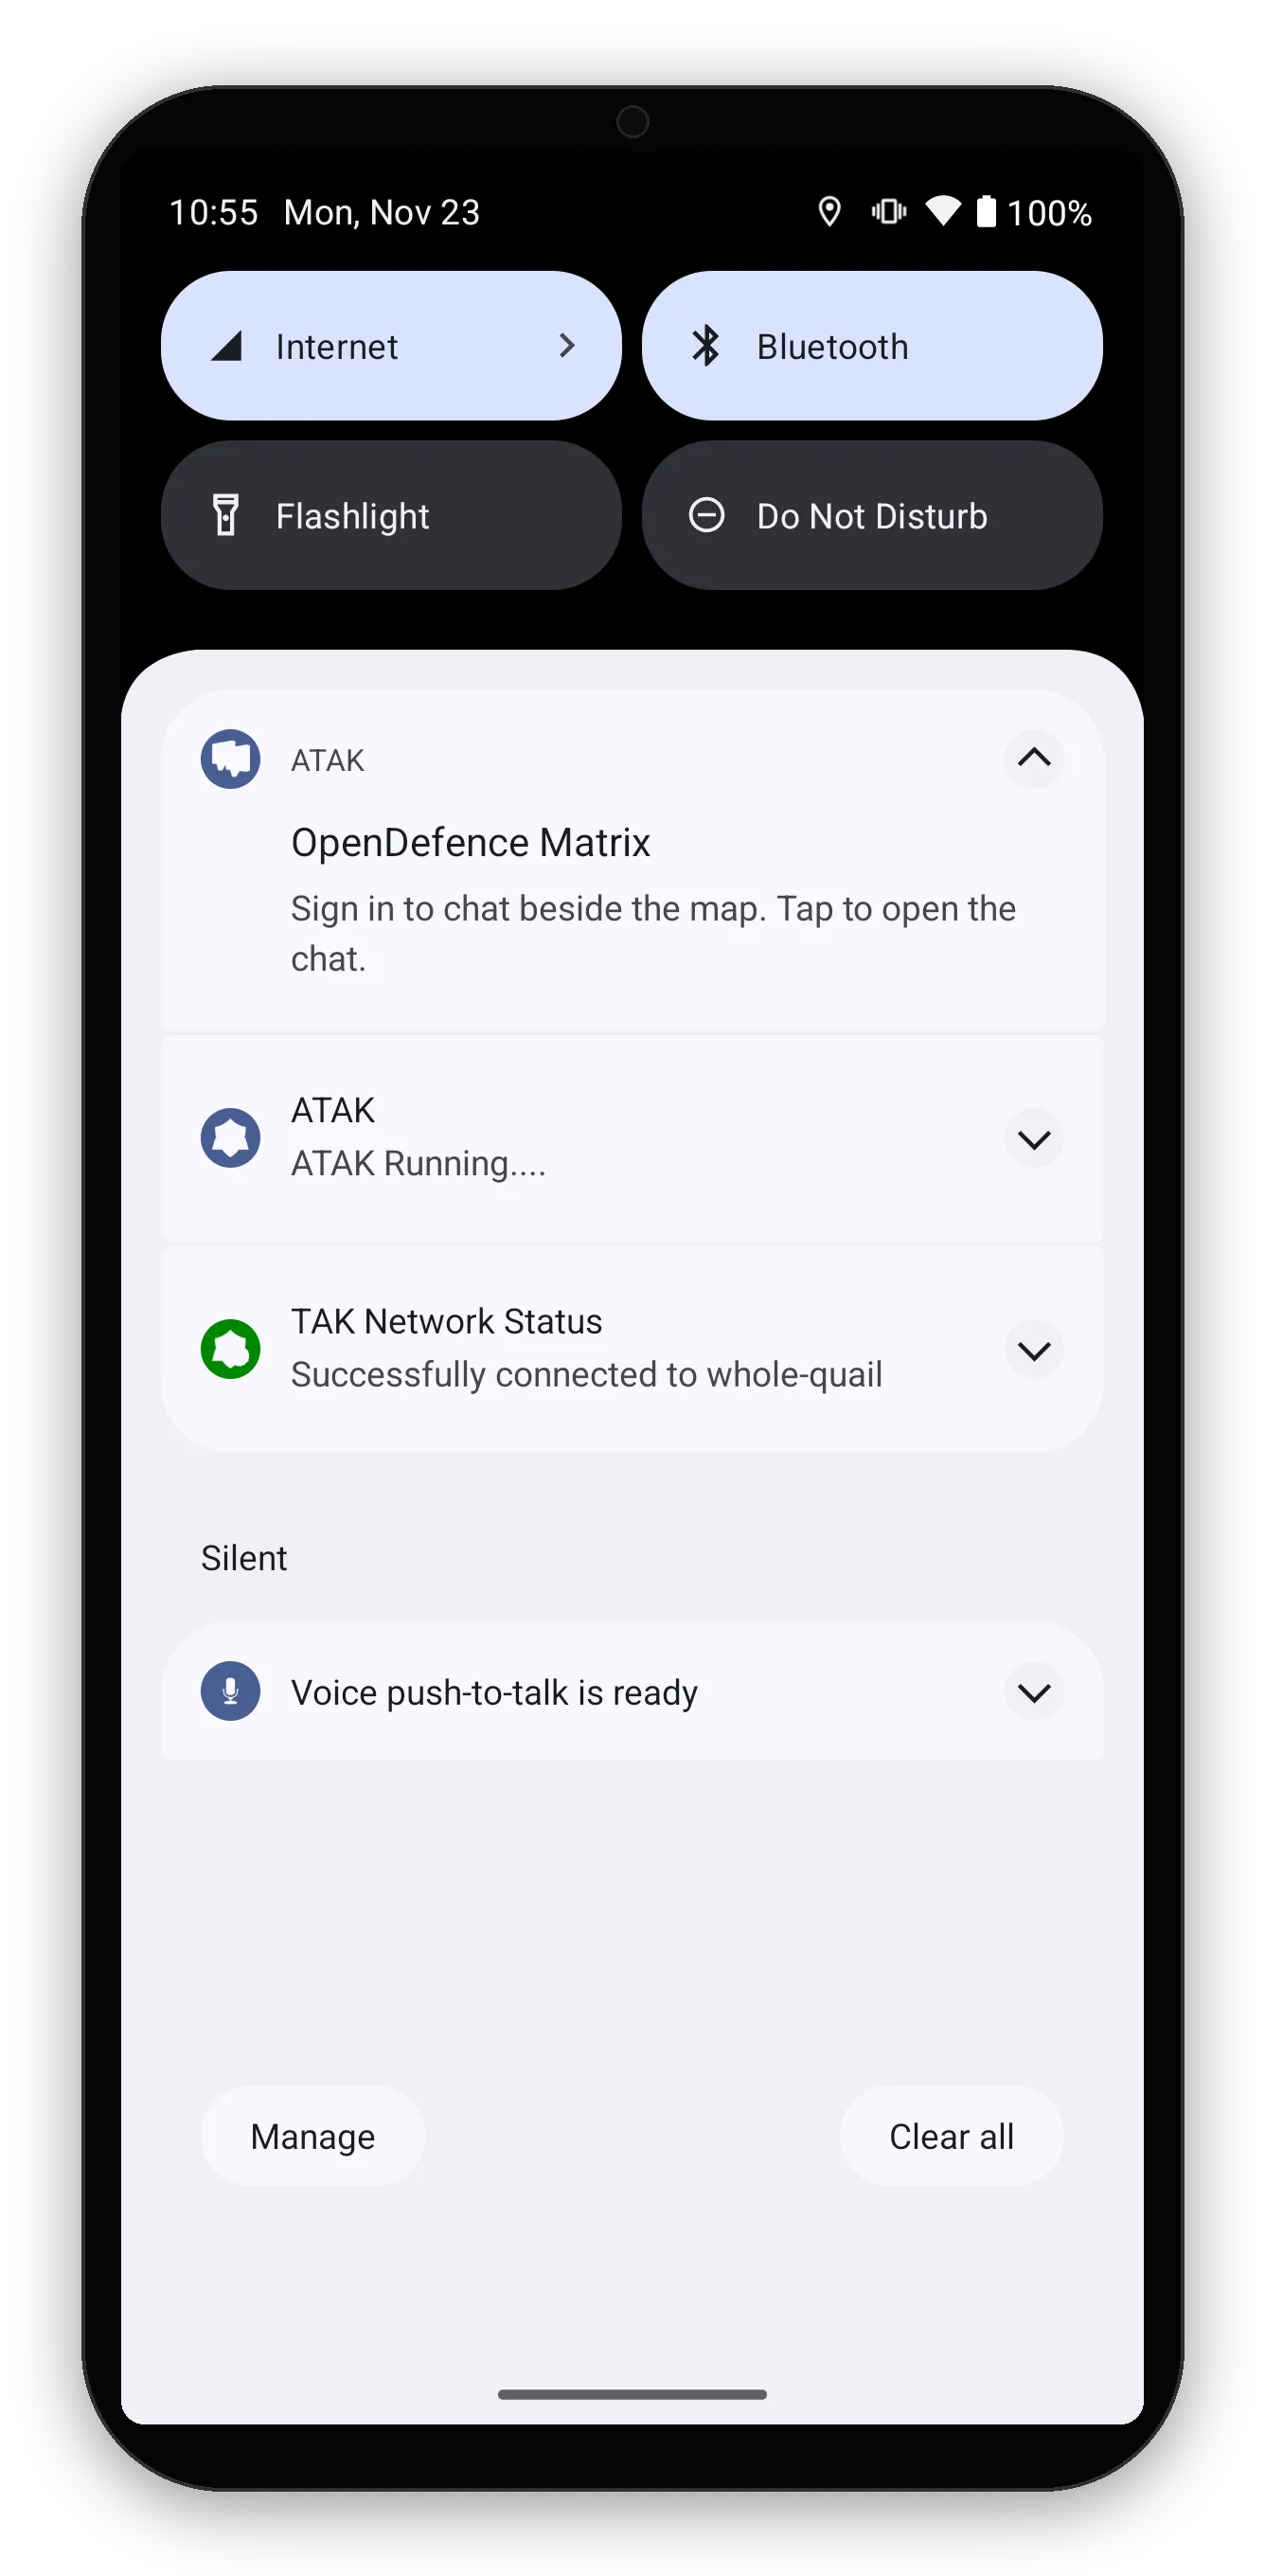 10:55 Mon, Nov 23 100%
Internet
Bluetooth
Flashlight
Do Not Disturb
ATAK
OpenDefence Matrix
Sign in to chat beside the map. Tap to open the
chat.
ATAK
ATAK Running....
TAK Network Status
Successfully connected to whole-quail
Silent
Voice push-to-talk is ready
Manage
Clear all